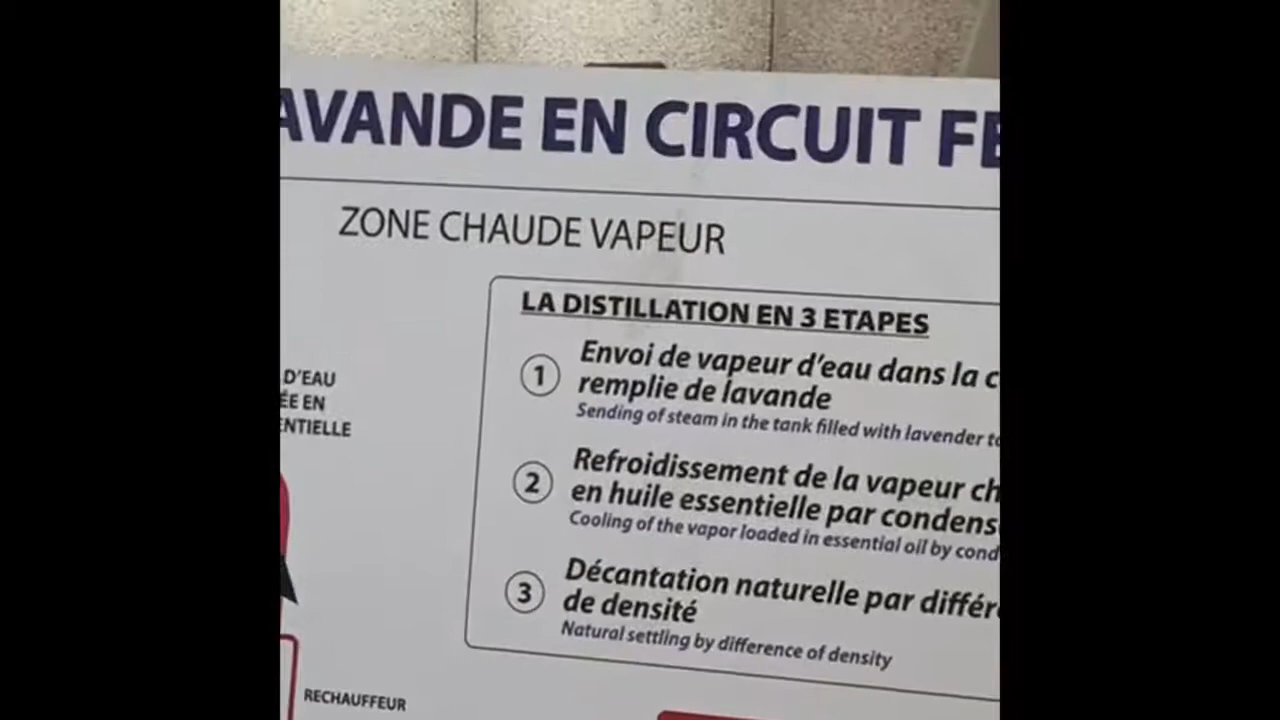 AVANDE EN CIRCUIT FE
ZONE CHAUDE VAPEUR
LA DISTILLATION EN 3 ETAPES
1 Envoi de vapeur d'eau dans la c
remplie de lavande
Sending of steam in the tank filled with lavender to
2 Refroidissement de la vapeur ch
en huile essentielle par condens
Cooling of the vapor loaded in essential oil by cond
3 Décantation naturelle par différ
de densité
Natural settling by difference of density
D'EAU
ÉE EN
ENTIELLE
RECHAUFFEUR